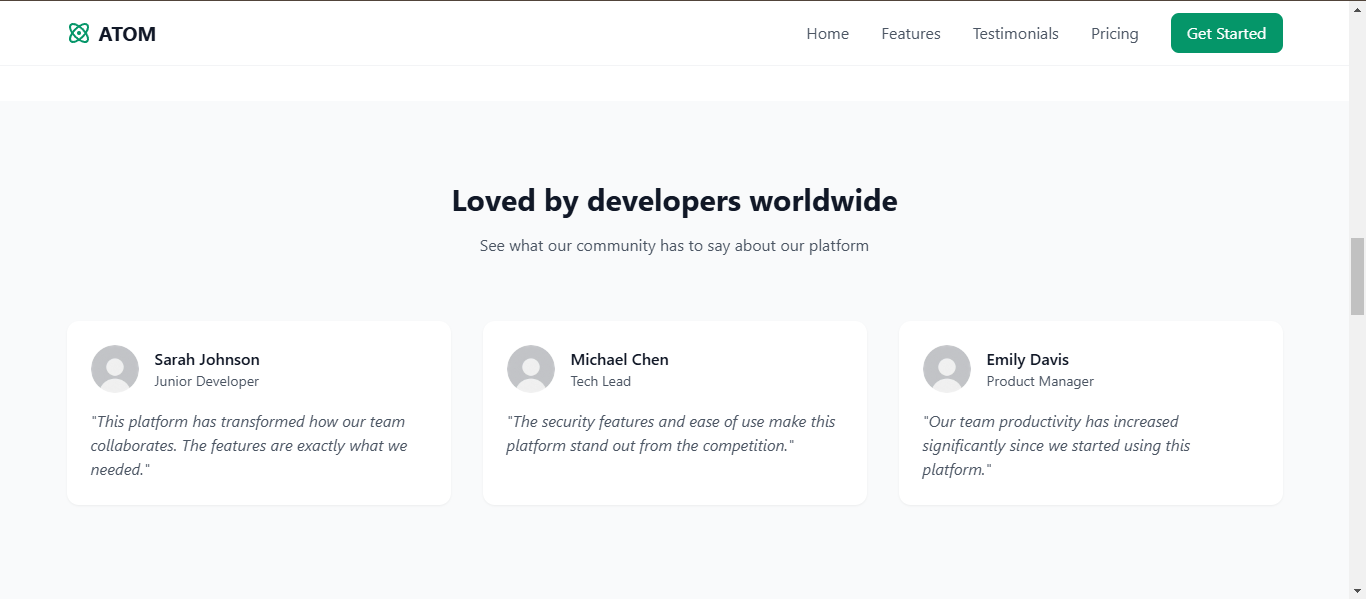 ATOM
Home
Features
Testimonials
Pricing
Get Started
Loved by developers worldwide
See what our community has to say about our platform
Sarah Johnson
Junior Developer
"This platform has transformed how our team
collaborates. The features are exactly what we
needed."
Michael Chen
Tech Lead
"The security features and ease of use make this
platform stand out from the competition."
Emily Davis
Product Manager
"Our team productivity has increased
significantly since we started using this
platform."